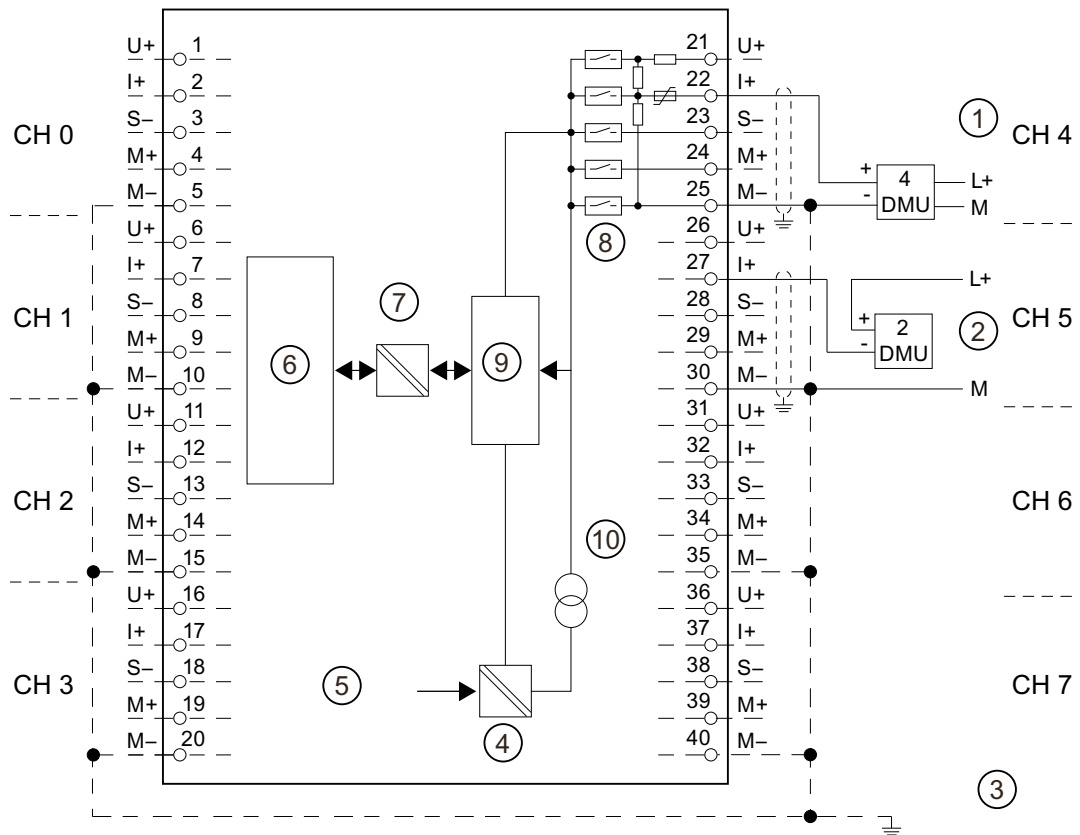 CH 0
U+ 1
I+ 2
S– 3
M+ 4
M– 5
CH 1
U+ 6
I+ 7
S– 8
M+ 9
M– 10
CH 2
U+ 11
I+ 12
S– 13
M+ 14
M– 15
CH 3
U+ 16
I+ 17
S– 18
M+ 19
M– 20
6
7
9
8
10
5
4
21 U+
22 I+
23 S–
24 M+
25 M–
1
CH 4
+ 4 L+
- DMU M
26 U+
27 I+
28 S–
29 M+
30 M–
L+
2
CH 5
+ 2
- DMU
M
31 U+
32 I+
33 S–
34 M+
35 M–
CH 6
36 U+
37 I+
38 S–
39 M+
40 M–
CH 7
3